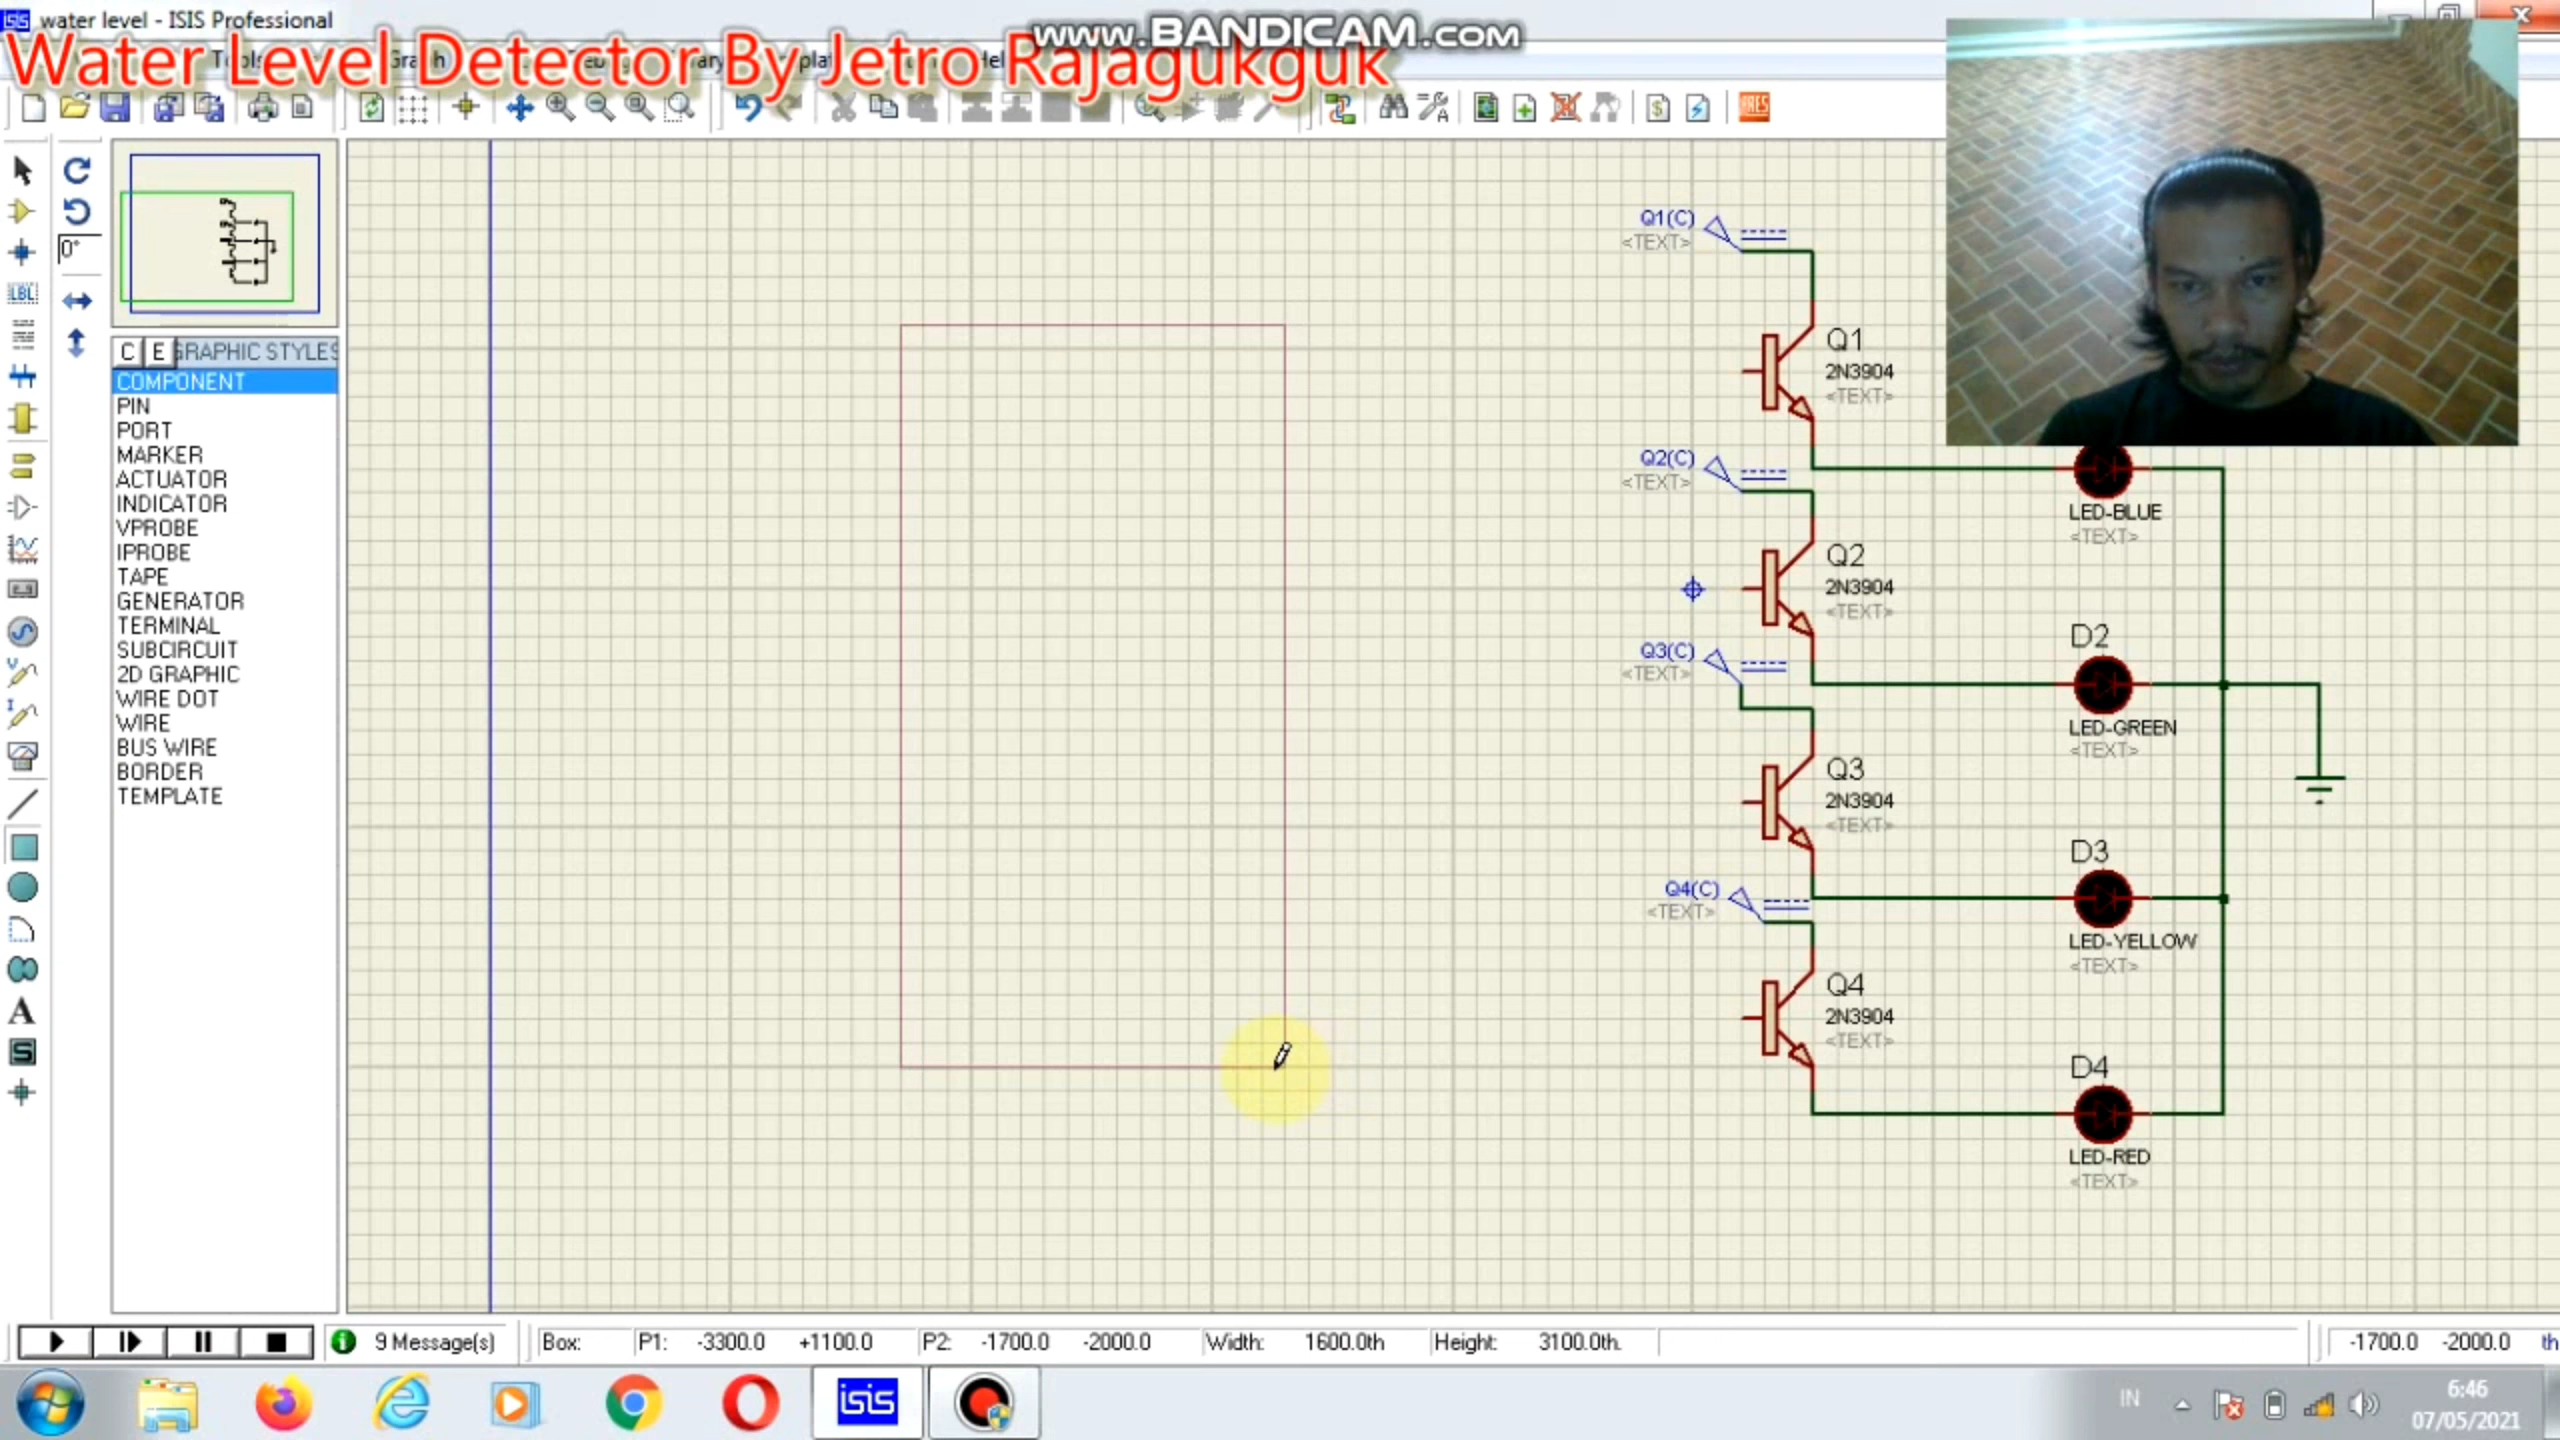 water level - ISIS Professional
www.BANDICAM.com
Water Level Detector By Jetro Rajagukguk
0°
LBL
C E GRAPHIC STYLES
COMPONENT
PIN
PORT
MARKER
ACTUATOR
INDICATOR
VPROBE
IPROBE
TAPE
GENERATOR
TERMINAL
SUBCIRCUIT
2D GRAPHIC
WIRE DOT
WIRE
BUS WIRE
BORDER
TEMPLATE
A
S
Q1(C)
<TEXT>
Q1
2N3904
<TEXT>
Q2(C)
<TEXT>
LED-BLUE
<TEXT>
Q2
2N3904
<TEXT>
Q3(C)
<TEXT>
D2
LED-GREEN
<TEXT>
Q3
2N3904
<TEXT>
Q4(C)
<TEXT>
D3
LED-YELLOW
<TEXT>
Q4
2N3904
<TEXT>
D4
LED-RED
<TEXT>
9 Message(s) Box: P1: -3300.0 +1100.0 P2: -1700.0 -2000.0 Width: 1600.0th Height: 3100.0th. -1700.0 -2000.0 th
isis
IN
6:46
07/05/2021